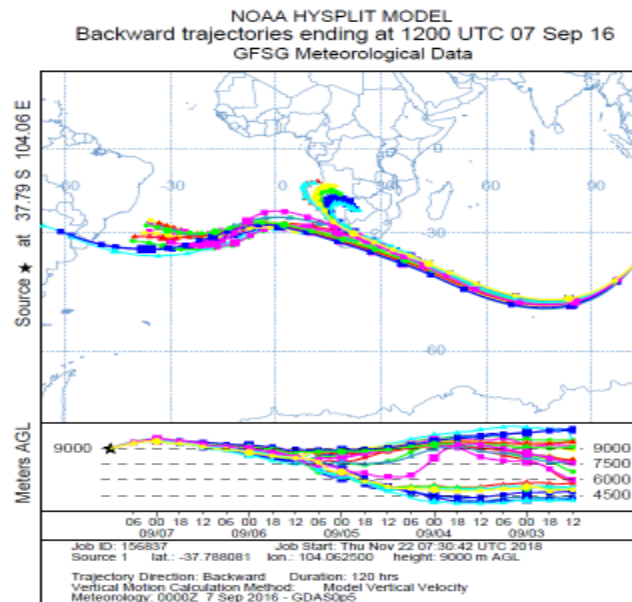 NOAA HYSPLIT MODEL
Backward trajectories ending at 1200 UTC 07 Sep 16
GFSG Meteorological Data
Source ★ at 37.79 S 104.06 E
-60 -30 0 30 60 90
0
-30
-60
Meters AGL
9000
9000
7500
6000
4500
06 00 18 12 06 00 18 12 06 00 18 12 06 00 18 12 06 00 18 12
09/07 09/06 09/05 09/04 09/03
Job ID: 156837 Job Start: Thu Nov 22 07:30:42 UTC 2018
Source 1 lat.: -37.788081 lon.: 104.062500 height: 9000 m AGL
Trajectory Direction: Backward Duration: 120 hrs
Vertical Motion Calculation Method: Model Vertical Velocity
Meteorology: 0000Z 7 Sep 2016 - GDAS0p5